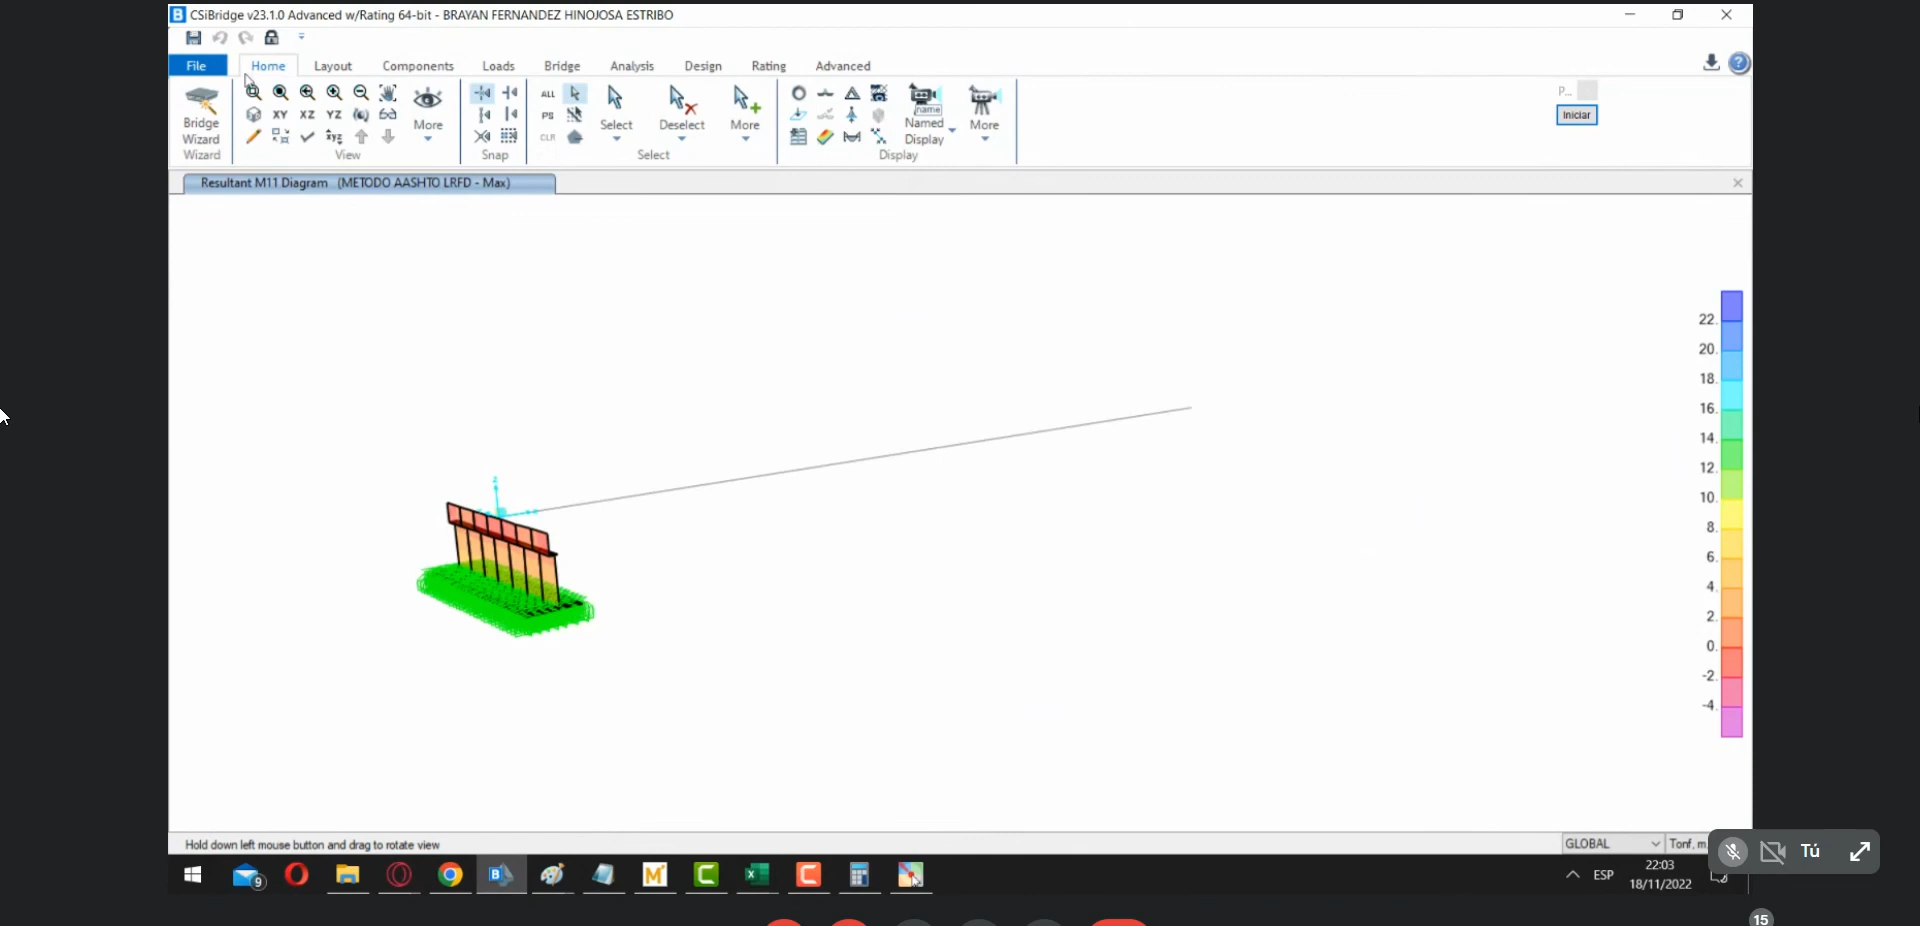 CSiBridge v23.1.0 Advanced w/Rating 64-bit - BRAYAN FERNANDEZ HINOJOSA ESTRIBO
File Home Layout Components Loads Bridge Analysis Design Rating Advanced
Bridge
Wizard
Wizard
XY XZ YZ
xyz
More
View
Snap
ALL
PS
CLR
Select
Deselect
More
Select
name
Named
Display
More
Display
P...
Iniciar
Resultant M11 Diagram (METODO AASHTO LRFD - Max)
Z
22.
20.
18.
16.
14.
12.
10.
8.
6.
4.
2.
0.
-2.
-4.
Hold down left mouse button and drag to rotate view
GLOBAL
Tonf, m,
Tú
9
ESP
22:03
18/11/2022
15